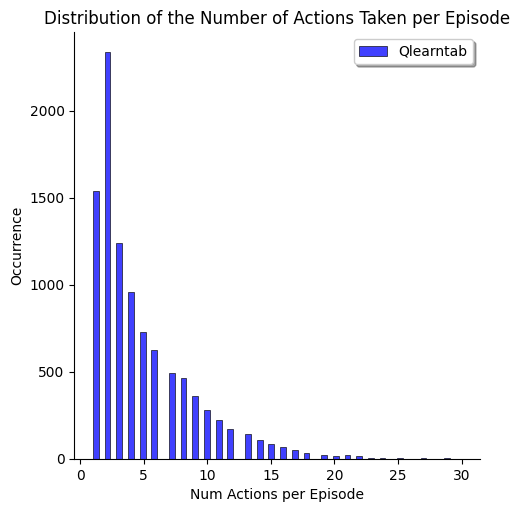 Distribution of the Number of Actions Taken per Episode
Qlearntab
Occurrence
2000
1500
1000
500
0
0 5 10 15 20 25 30
Num Actions per Episode